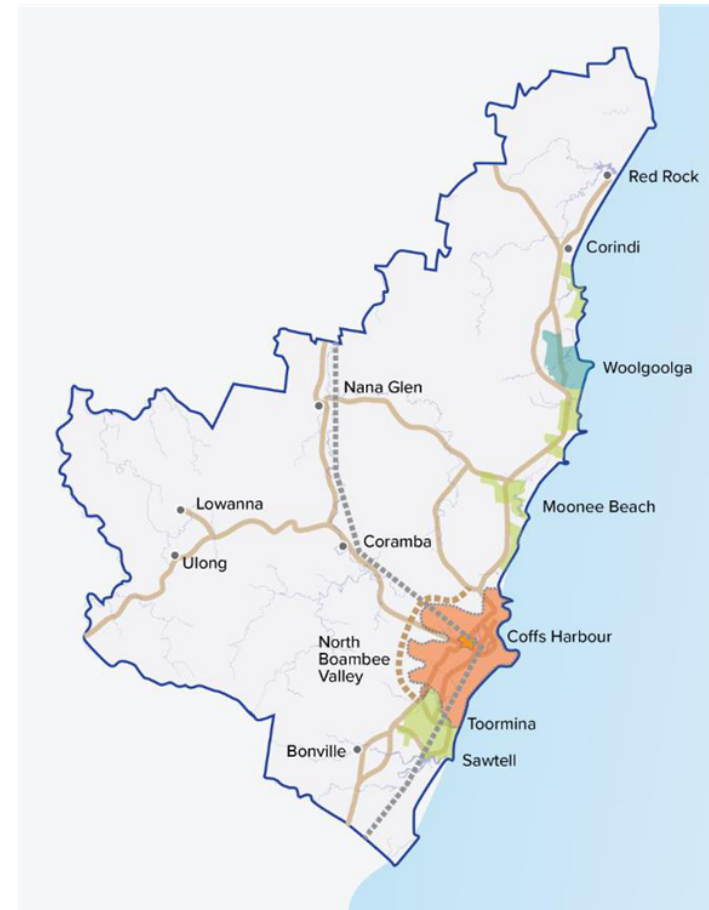 Red Rock
Corindi
Woolgoolga
Nana Glen
Lowanna
Moonee Beach
Coramba
Ulong
Coffs Harbour
North
Boambee
Valley
Toormina
Bonville
Sawtell